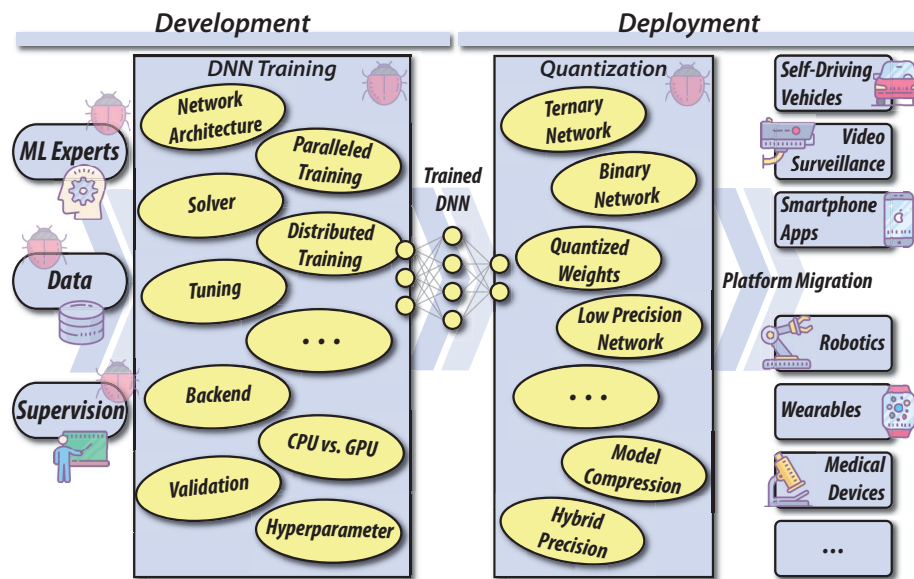 Development
Deployment
ML Experts
Data
Supervision
DNN Training
Network
Architecture
Paralleled
Training
Solver
Distributed
Training
Tuning
...
Backend
CPU vs. GPU
Validation
Hyperparameter
Trained
DNN
Quantization
Ternary
Network
Binary
Network
Quantized
Weights
Low Precision
Network
...
Model
Compression
Hybrid
Precision
Platform Migration
Self-Driving
Vehicles
Video
Surveillance
Smartphone
Apps
Robotics
Wearables
Medical
Devices
...